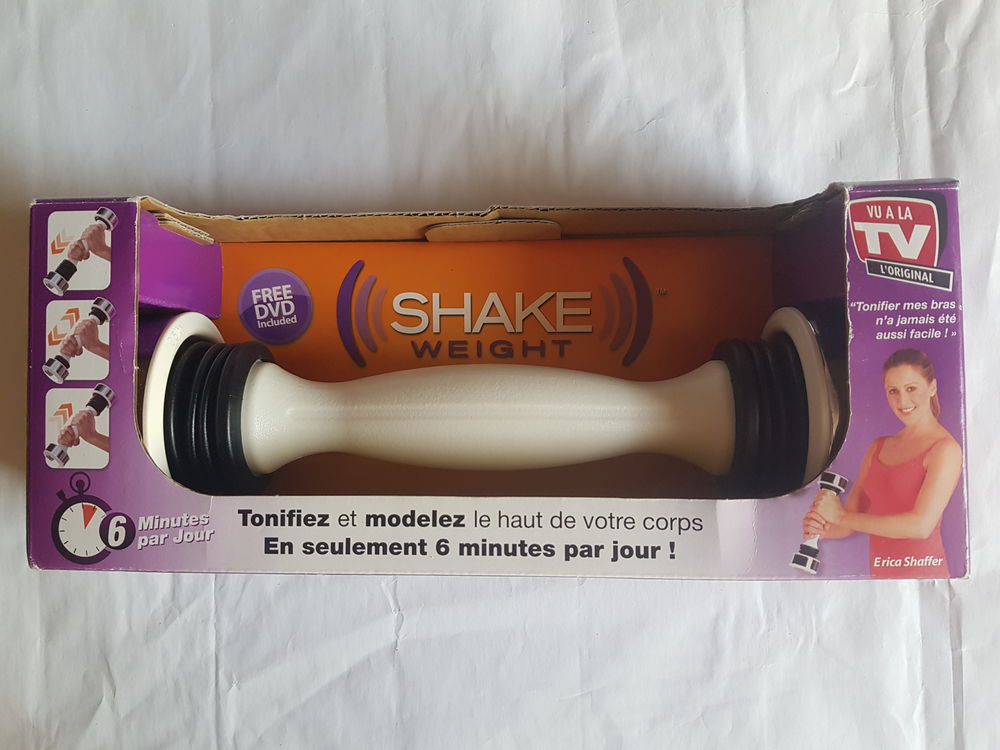 VU A LA
TV
L'ORIGINAL
FREE
DVD
Included
SHAKE
WEIGHT
™
“Tonifier mes bras
n'a jamais été
aussi facile ! »
6
Minutes
par Jour
Tonifiez et modelez le haut de votre corps
En seulement 6 minutes par jour !
Erica Shaffer